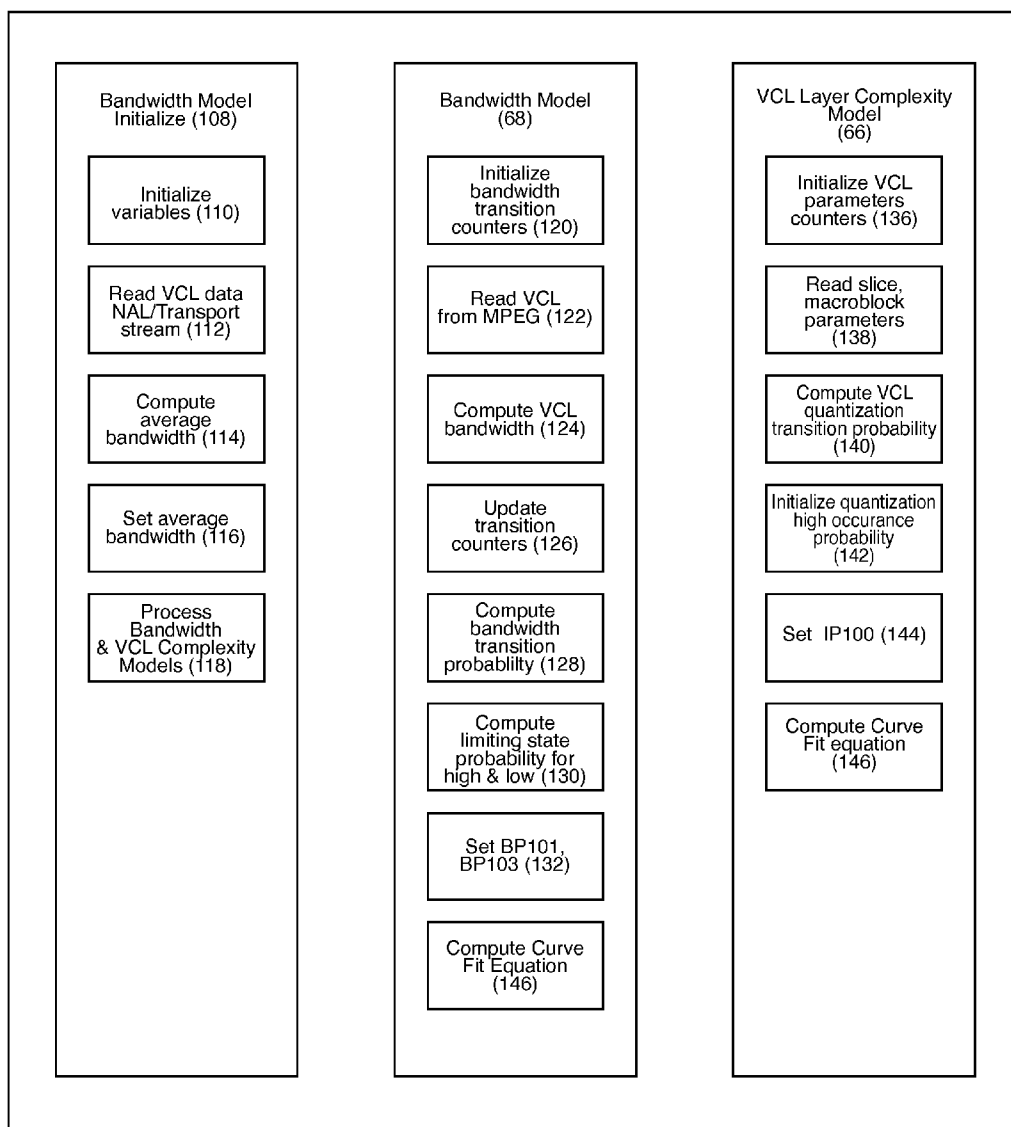 Bandwidth Model
Initialize (108)
Initialize
variables (110)
Read VCL data
NAL/Transport
stream (112)
Compute
average
bandwidth (114)
Set average
bandwidth (116)
Process
Bandwidth
& VCL Complexity
Models (118)
Bandwidth Model
(68)
Initialize
bandwidth
transition
counters (120)
Read VCL
from MPEG (122)
Compute VCL
bandwidth (124)
Update
transition
counters (126)
Compute
bandwidth
transition
probablilty (128)
Compute
limiting state
probability for
high & low (130)
Set BP101,
BP103 (132)
Compute Curve
Fit Equation
(146)
VCL Layer Complexity
Model
(66)
Initialize VCL
parameters
counters (136)
Read slice,
macroblock
parameters
(138)
Compute VCL
quantization
transition probability
(140)
Initialize quantization
high occurance
probability
(142)
Set IP100 (144)
Compute Curve
Fit equation
(146)